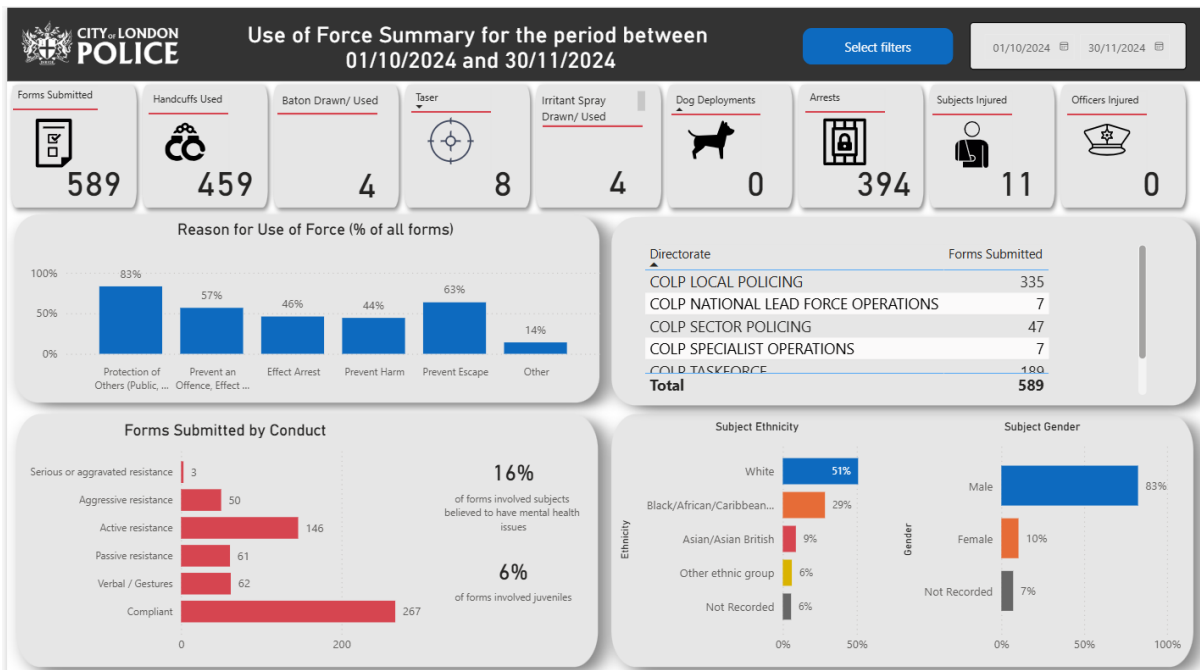 CITY OF LONDON
POLICE
Use of Force Summary for the period between
01/10/2024 and 30/11/2024
Select filters
01/10/2024
30/11/2024
Forms Submitted
589
Handcuffs Used
459
Baton Drawn/ Used
4
Taser
8
Irritant Spray
Drawn/ Used
4
Dog Deployments
0
Arrests
394
Subjects Injured
11
Officers Injured
0
Reason for Use of Force (% of all forms)
100%
50%
0%
83%
57%
46%
44%
63%
14%
Protection of
Others (Public, ...
Prevent an
Offence, Effect ...
Effect Arrest
Prevent Harm
Prevent Escape
Other
Directorate Forms Submitted
COLP LOCAL POLICING 335
COLP NATIONAL LEAD FORCE OPERATIONS 7
COLP SECTOR POLICING 47
COLP SPECIALIST OPERATIONS 7
COLP TASKFORCE 189
Total 589
Forms Submitted by Conduct
Serious or aggravated resistance 3
Aggressive resistance 50
Active resistance 146
Passive resistance 61
Verbal / Gestures 62
Compliant 267
0 200
16%
of forms involved subjects
believed to have mental health
issues
6%
of forms involved juveniles
Subject Ethnicity
Ethnicity
White 51%
Black/African/Caribbean... 29%
Asian/Asian British 9%
Other ethnic group 6%
Not Recorded 6%
0% 50%
Subject Gender
Gender
Male 83%
Female 10%
Not Recorded 7%
0% 50% 100%